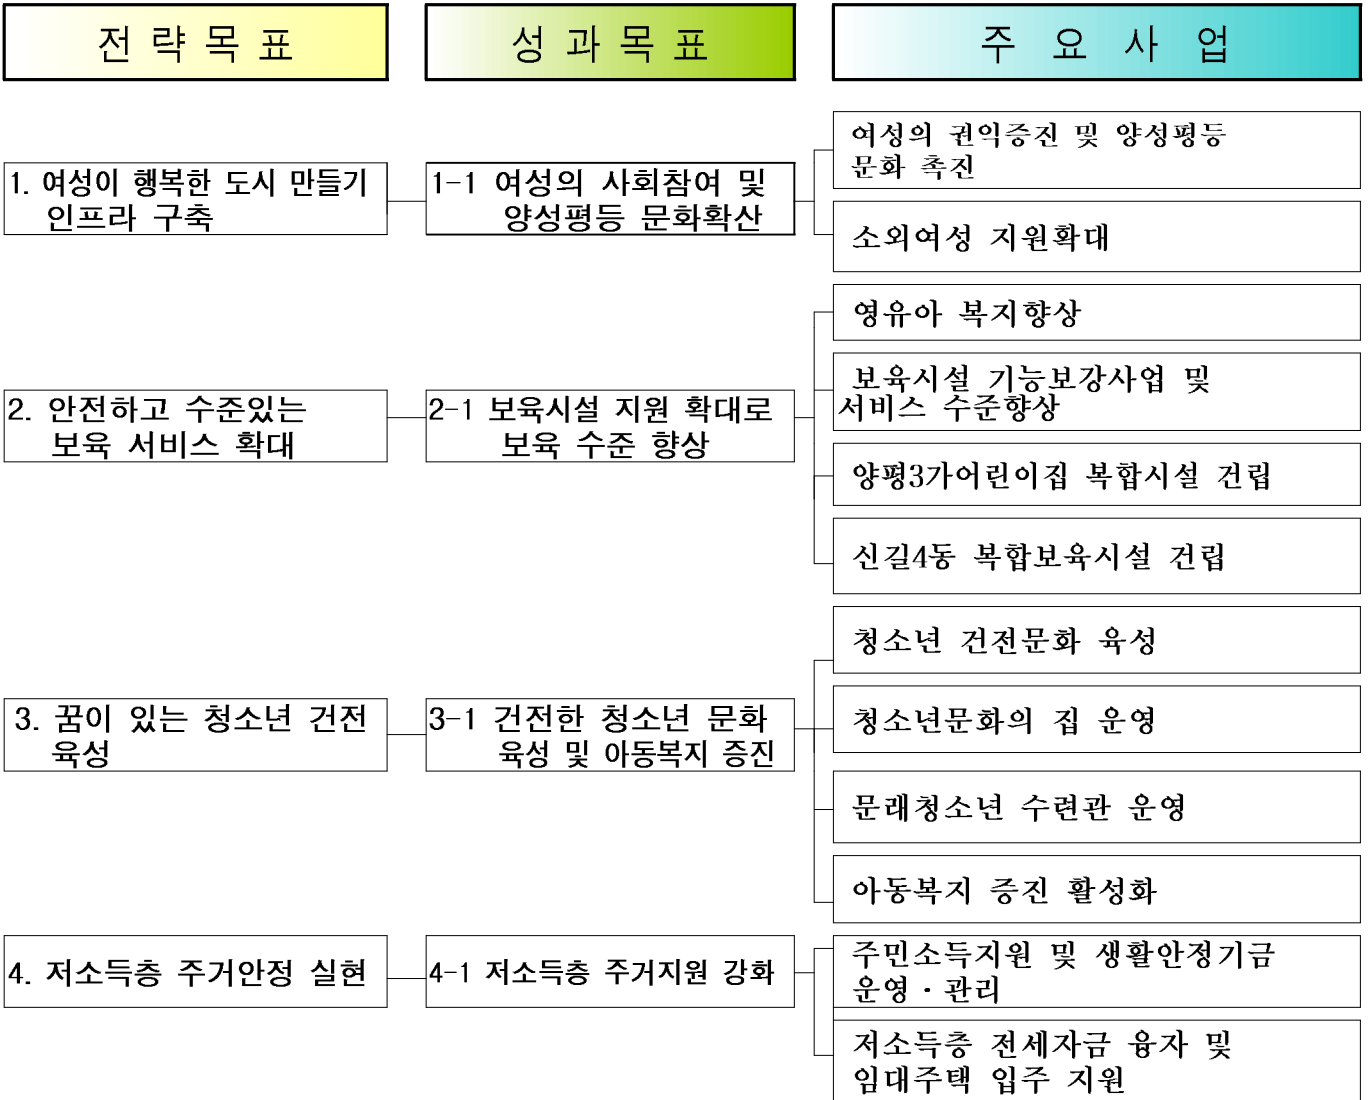 전략목표
성과목표
주요사업
1. 여성이 행복한 도시 만들기
인프라 구축
1-1 여성의 사회참여 및
양성평등 문화확산
여성의 권익증진 및 양성평등
문화 촉진
소외여성 지원확대
2. 안전하고 수준있는
보육 서비스 확대
2-1 보육시설 지원 확대로
보육 수준 향상
영유아 복지향상
보육시설 기능보강사업 및
서비스 수준향상
양평3가어린이집 복합시설 건립
신길4동 복합보육시설 건립
3. 꿈이 있는 청소년 건전
육성
3-1 건전한 청소년 문화
육성 및 아동복지 증진
청소년 건전문화 육성
청소년문화의 집 운영
문래청소년 수련관 운영
아동복지 증진 활성화
4. 저소득층 주거안정 실현
4-1 저소득층 주거지원 강화
주민소득지원 및 생활안정기금
운영·관리
저소득층 전세자금 융자 및
임대주택 입주 지원